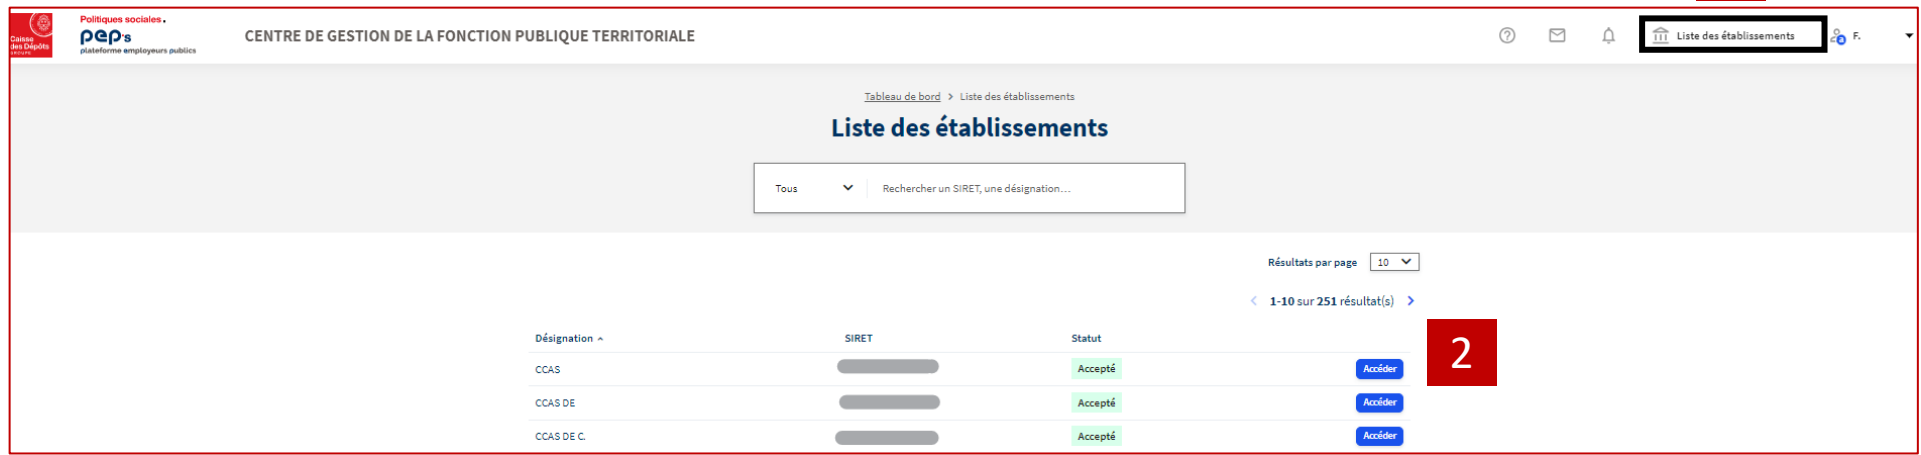 Caisse
des Dépôts
GROUPE
Politiques sociales.
pep's
plateforme employeurs publics
CENTRE DE GESTION DE LA FONCTION PUBLIQUE TERRITORIALE
Liste des établissements
F.
Tableau de bord > Liste des établissements
Liste des établissements
Tous
Rechercher un SIRET, une désignation...
Résultats par page 10
< 1-10 sur 251 résultat(s) >
2
Désignation SIRET Statut
CCAS Accepté Accéder
CCAS DE Accepté Accéder
CCAS DE C. Accepté Accéder